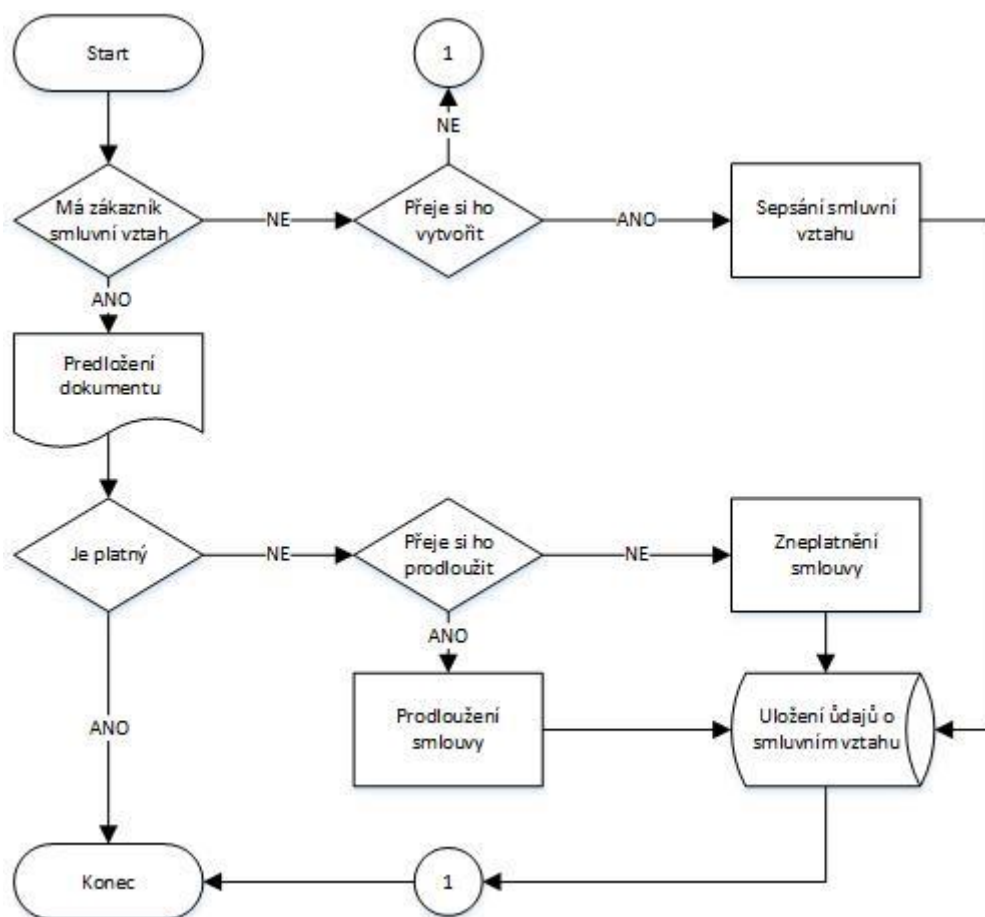 Start
1
NE
Má zákazník
smluvní vztah
NE
Přeje si ho
vytvořit
ANO
Sepsání smluvní
vztahu
ANO
Predložení
dokumentu
Je platný
NE
Přeje si ho
prodloužit
NE
Zneplatnění
smlouvy
ANO
ANO
Prodloužení
smlouvy
Uložení ůdajů o
smluvním vztahu
Konec
1